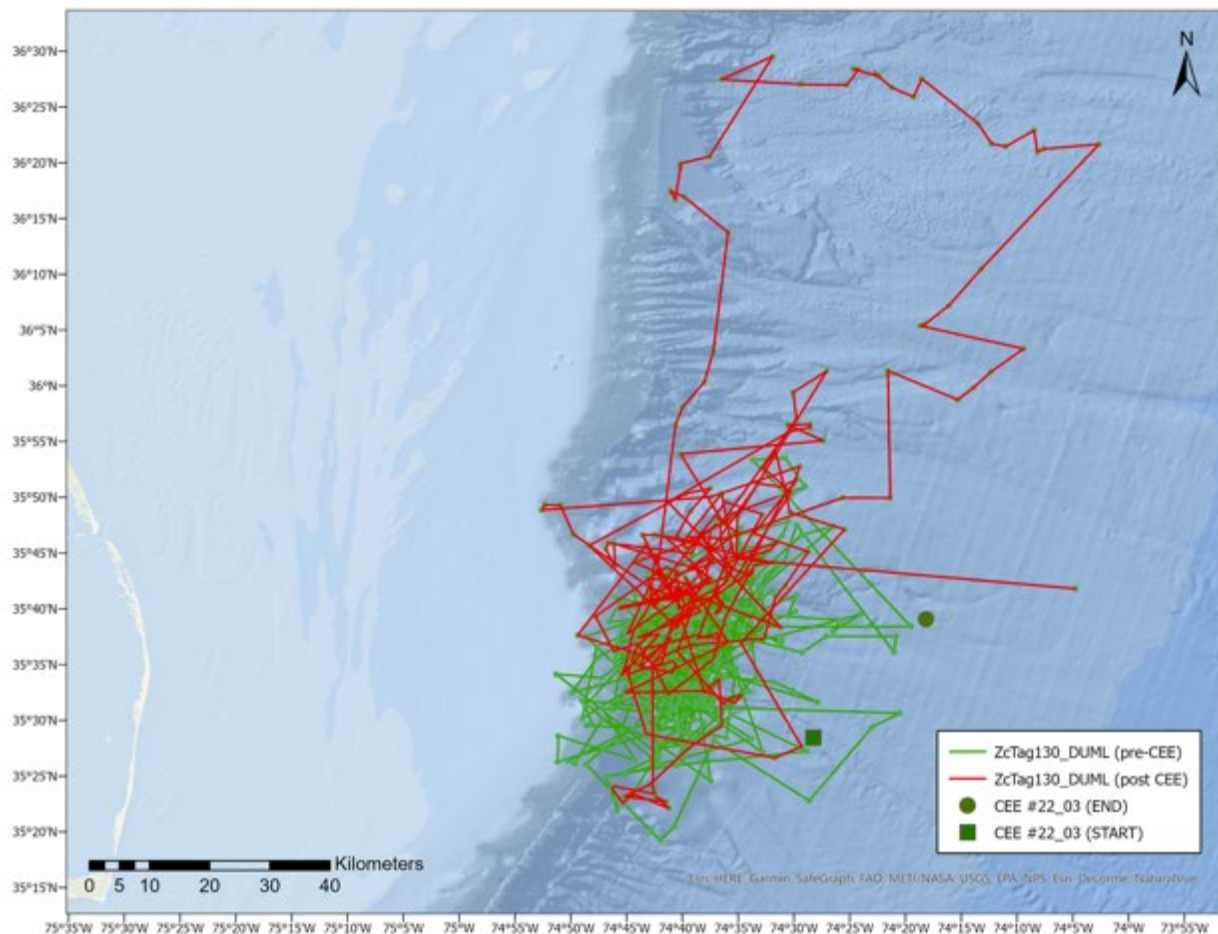 36°30'N
36°25'N
36°20'N
36°15'N
36°10'N
36°5'N
36°N
35°55'N
35°50'N
35°45'N
35°40'N
35°35'N
35°30'N
35°25'N
35°20'N
35°15'N
N
ZcTag130_DUML (pre-CEE)
ZcTag130_DUML (post CEE)
CEE #22_03 (END)
CEE #22_03 (START)
Kilometers
0 5 10 20 30 40
Esri, HERE, Garmin, SafeGraph, FAO, METI/NASA, USGS, EPA, NPS, Esri, DeLorme, NaturalVue
75°35'W 75°30'W 75°25'W 75°20'W 75°15'W 75°10'W 75°5'W 75°W 74°55'W 74°50'W 74°45'W 74°40'W 74°35'W 74°30'W 74°25'W 74°20'W 74°15'W 74°10'W 74°5'W 74°W 73°55'W